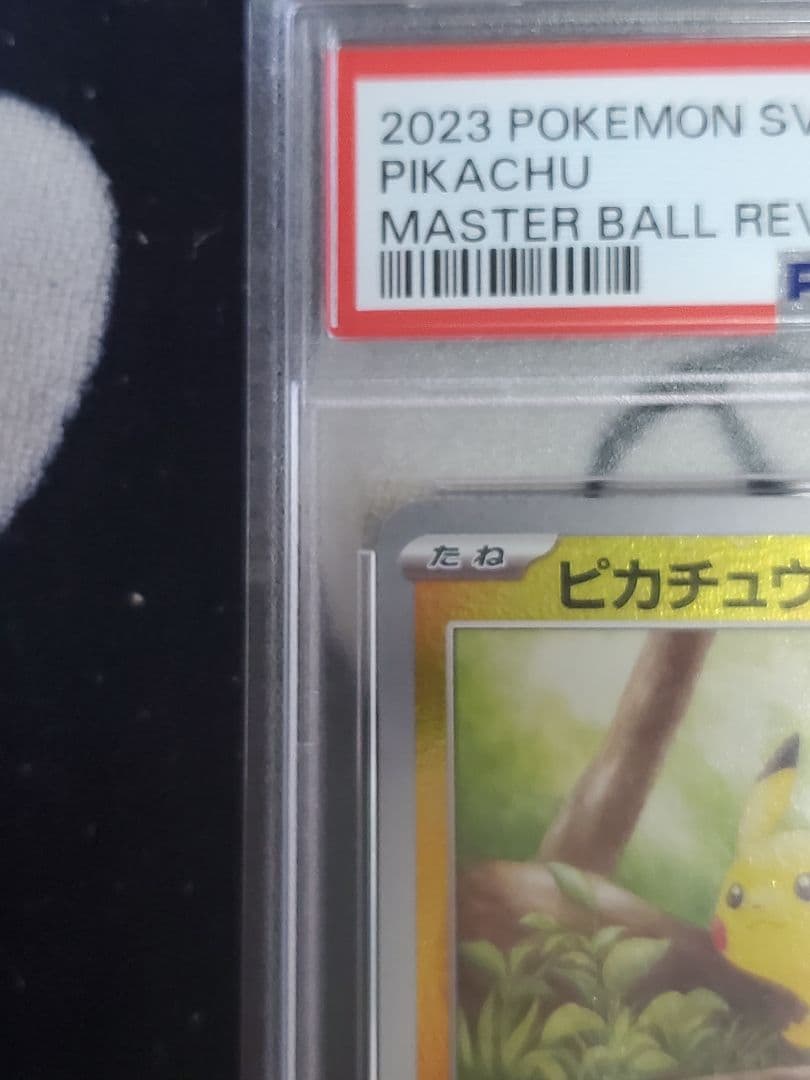 2023 POKEMON SV
PIKACHU
MASTER BALL REV
P
たね
ピカチュウ